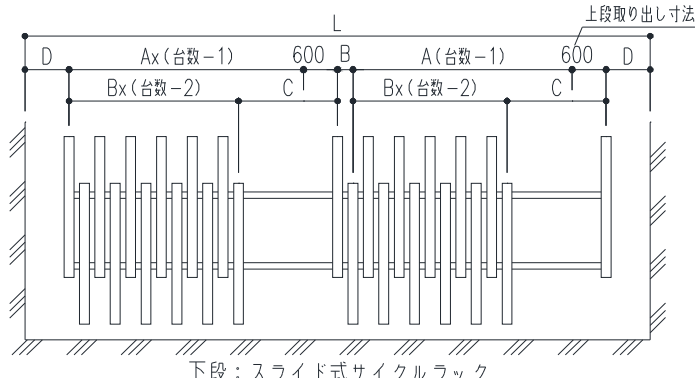 L
上段取り出し寸法
D Ax(台数-1) 600 B A(台数-1) 600 D
Bx(台数-2) C Bx(台数-2) C
下段：スライド式サイクルラック